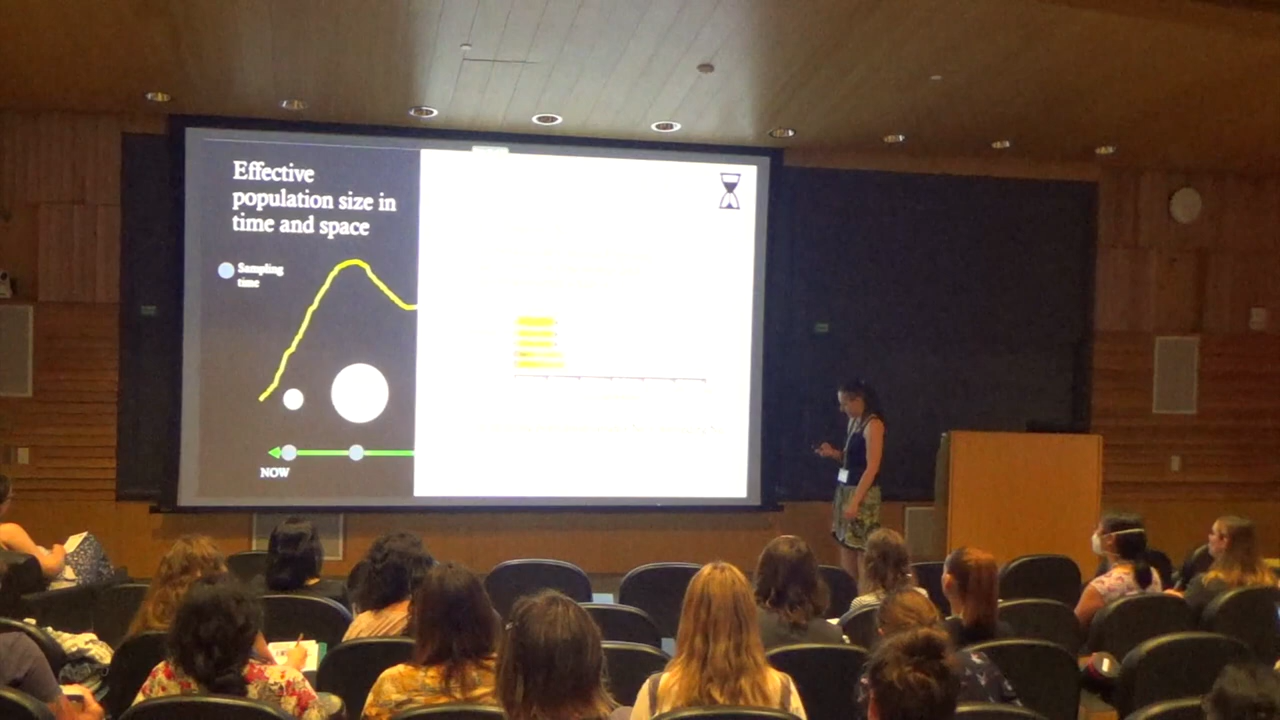 Effective
population size in
time and space
Sampling
time
NOW